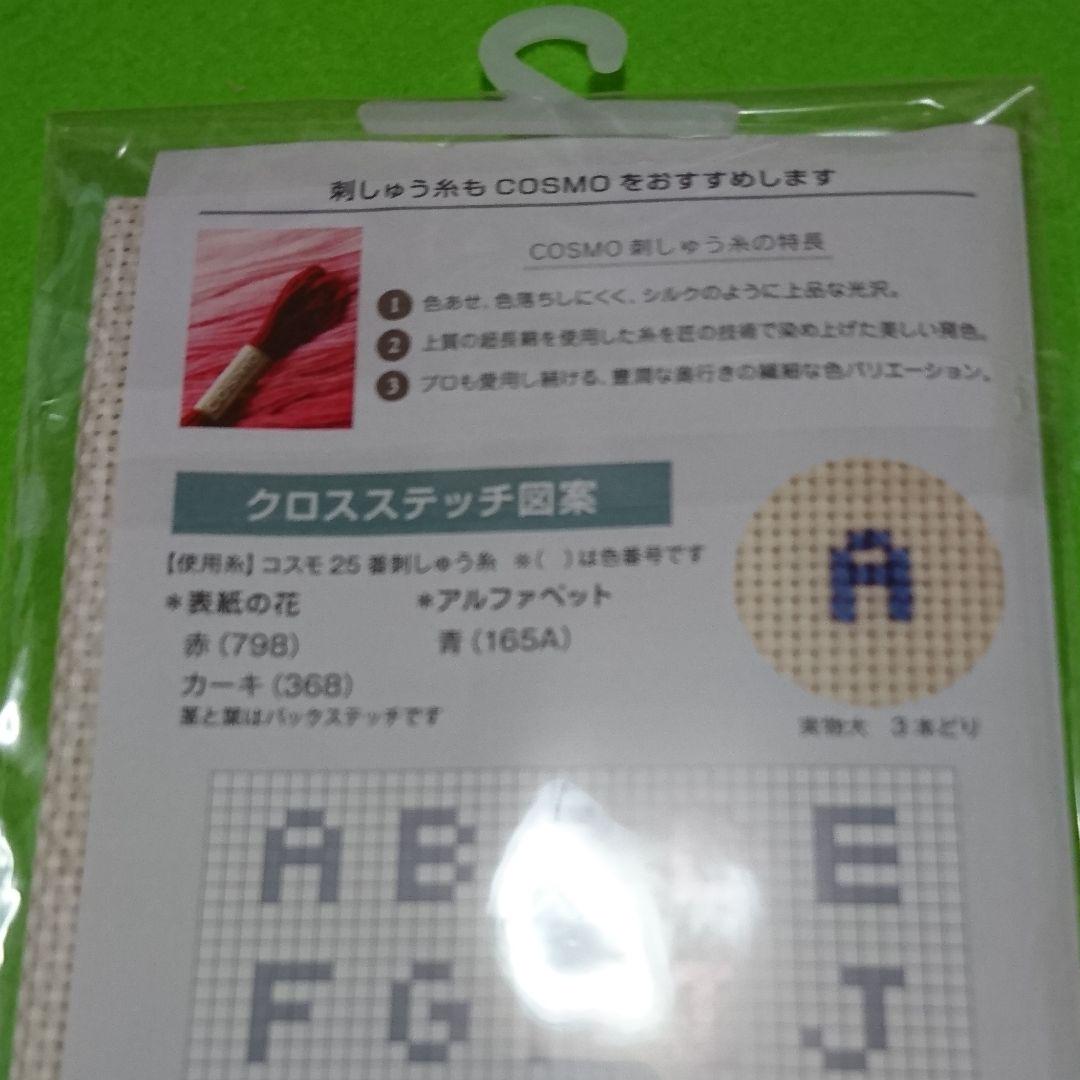 刺しゅう糸も COSMO をおすすめします
COSMO 刺しゅう糸の特長
1 色あせ、色落ちしにくく、シルクのように上品な光沢。
2 上質の超長綿を使用した糸を匠の技術で染め上げた美しい発色。
3 プロも愛用し続ける、豊潤な奥行きの繊細な色バリエーション。
クロスステッチ図案
【使用糸】コスモ 25 番刺しゅう糸 ※( )は色番号です
*表紙の花
赤(798)
カーキ(368)
茎と葉はバックステッチです
*アルファベット
青(165A)
A
実物大 3 本どり
A B E
F G J